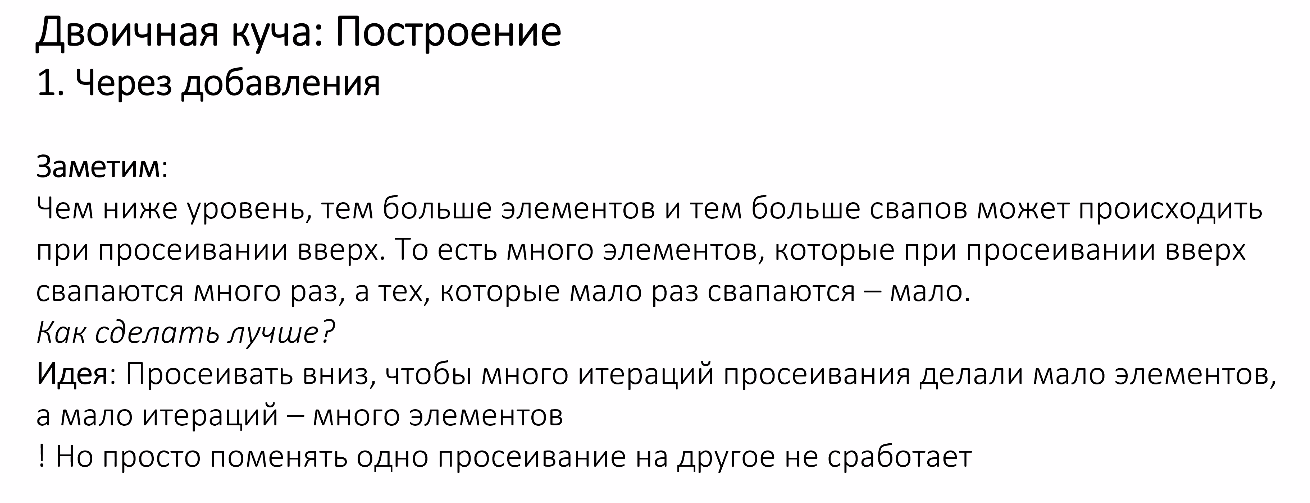 Двоичная куча: Построение
1. Через добавления
Заметим:
Чем ниже уровень, тем больше элементов и тем больше свапов может происходить
при просеивании вверх. То есть много элементов, которые при просеивании вверх
свапаются много раз, а тех, которые мало раз свапаются – мало.
Как сделать лучше?
Идея: Просеивать вниз, чтобы много итераций просеивания делали мало элементов,
а мало итераций – много элементов
! Но просто поменять одно просеивание на другое не сработает